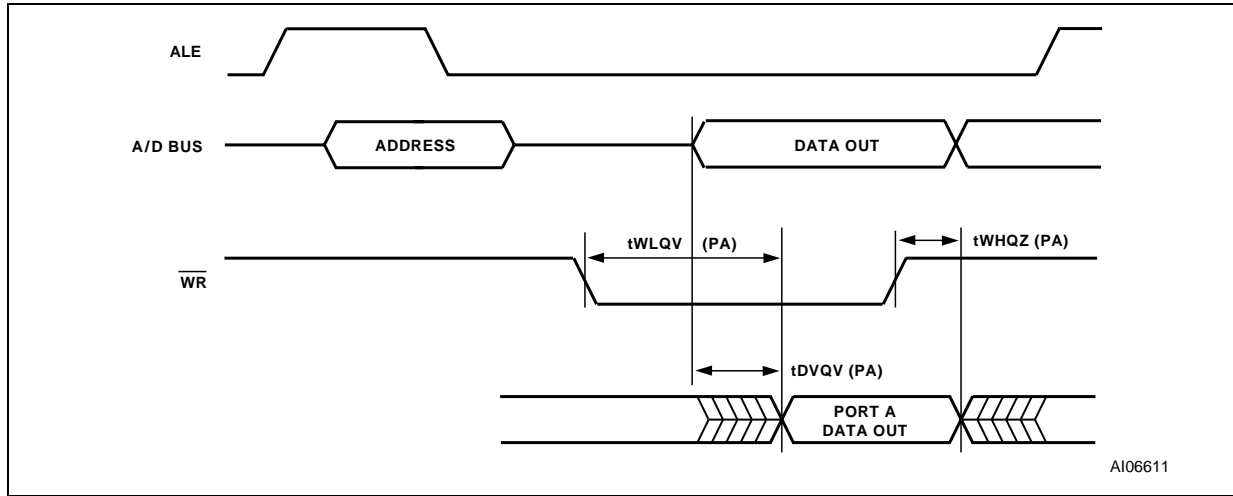 ALE
A/D BUS
ADDRESS
DATA OUT
tWLQV (PA)
tWHQZ (PA)
WR
tDVQV (PA)
PORT A
DATA OUT
AI06611